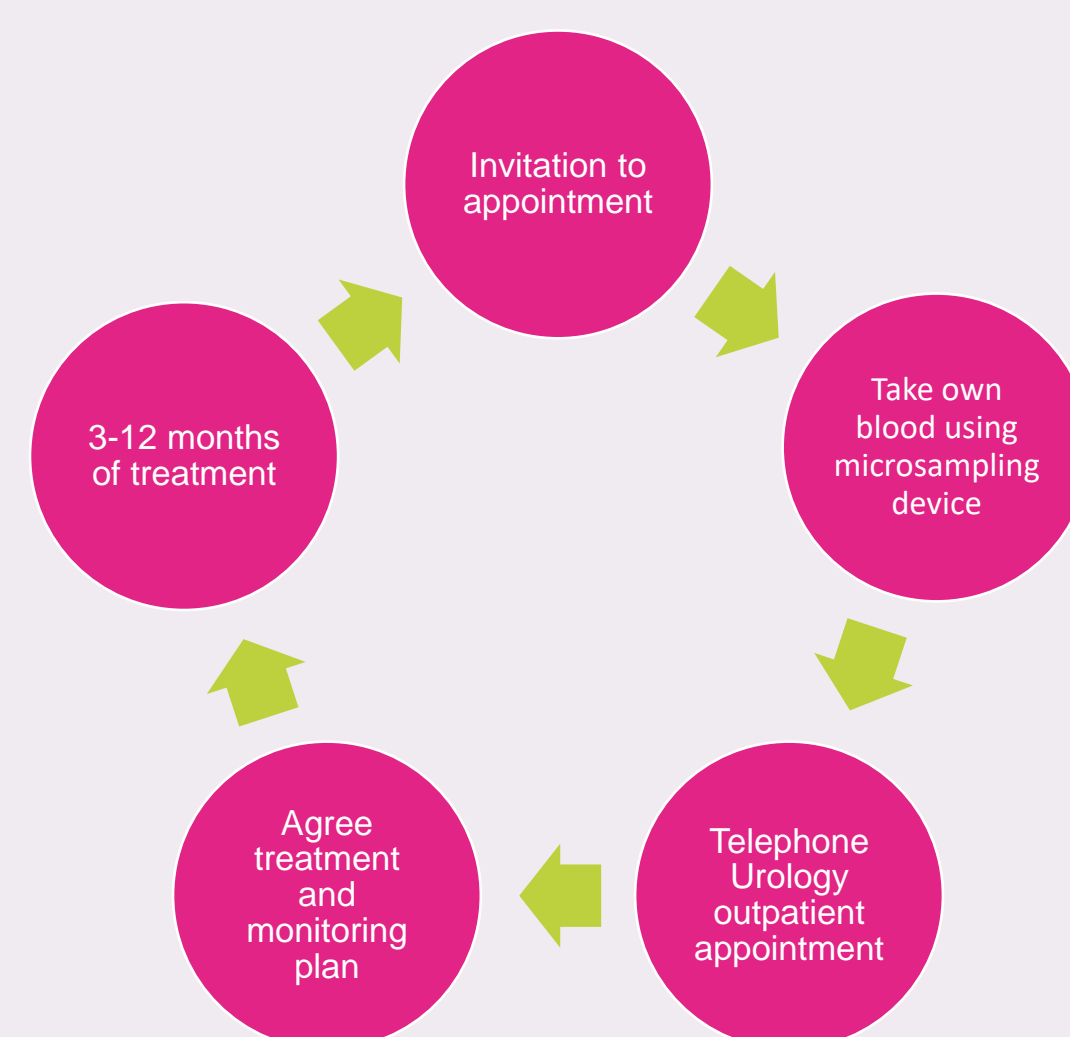 Invitation to
appointment
Take own
blood using
microsampling
device
Telephone
Urology
outpatient
appointment
Agree
treatment
and
monitoring
plan
3-12 months
of treatment